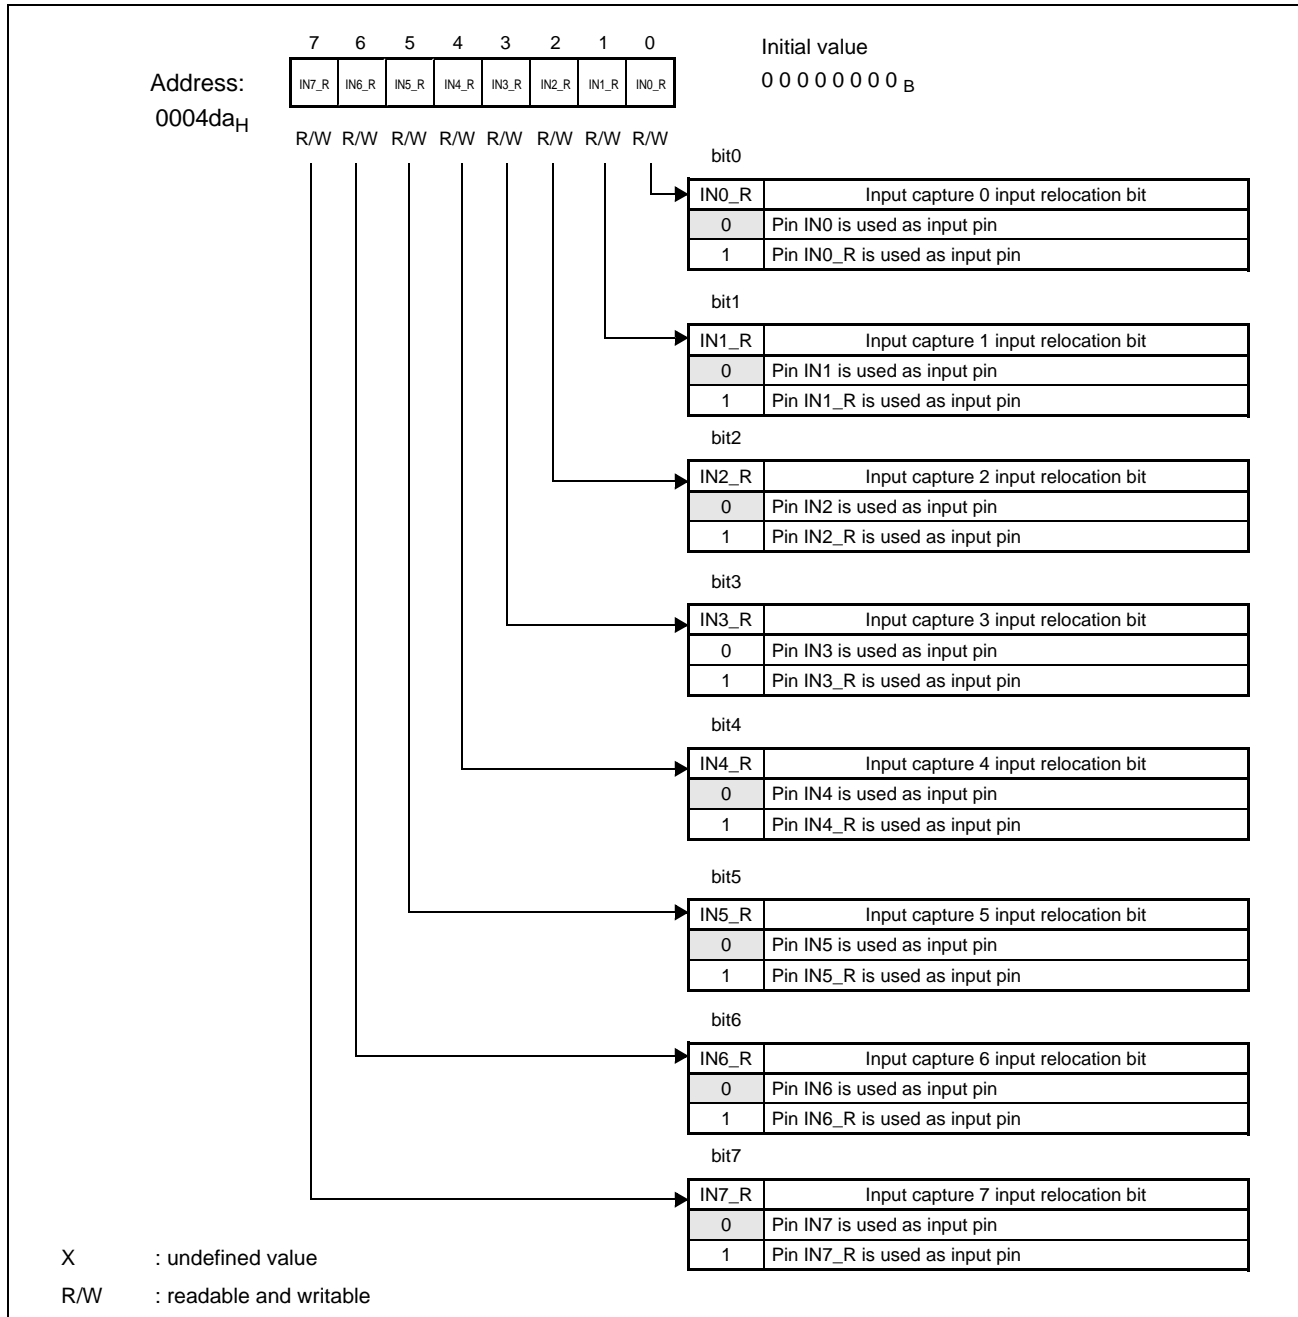 7 6 5 4 3 2 1 0 Initial value
Address: IN7_R IN6_R IN5_R IN4_R IN3_R IN2_R IN1_R IN0_R 0 0 0 0 0 0 0 0 B
0004daH R/W R/W R/W R/W R/W R/W R/W R/W
bit0
IN0_R Input capture 0 input relocation bit
0 Pin IN0 is used as input pin
1 Pin IN0_R is used as input pin
bit1
IN1_R Input capture 1 input relocation bit
0 Pin IN1 is used as input pin
1 Pin IN1_R is used as input pin
bit2
IN2_R Input capture 2 input relocation bit
0 Pin IN2 is used as input pin
1 Pin IN2_R is used as input pin
bit3
IN3_R Input capture 3 input relocation bit
0 Pin IN3 is used as input pin
1 Pin IN3_R is used as input pin
bit4
IN4_R Input capture 4 input relocation bit
0 Pin IN4 is used as input pin
1 Pin IN4_R is used as input pin
bit5
IN5_R Input capture 5 input relocation bit
0 Pin IN5 is used as input pin
1 Pin IN5_R is used as input pin
bit6
IN6_R Input capture 6 input relocation bit
0 Pin IN6 is used as input pin
1 Pin IN6_R is used as input pin
bit7
IN7_R Input capture 7 input relocation bit
0 Pin IN7 is used as input pin
1 Pin IN7_R is used as input pin
X : undefined value
R/W : readable and writable